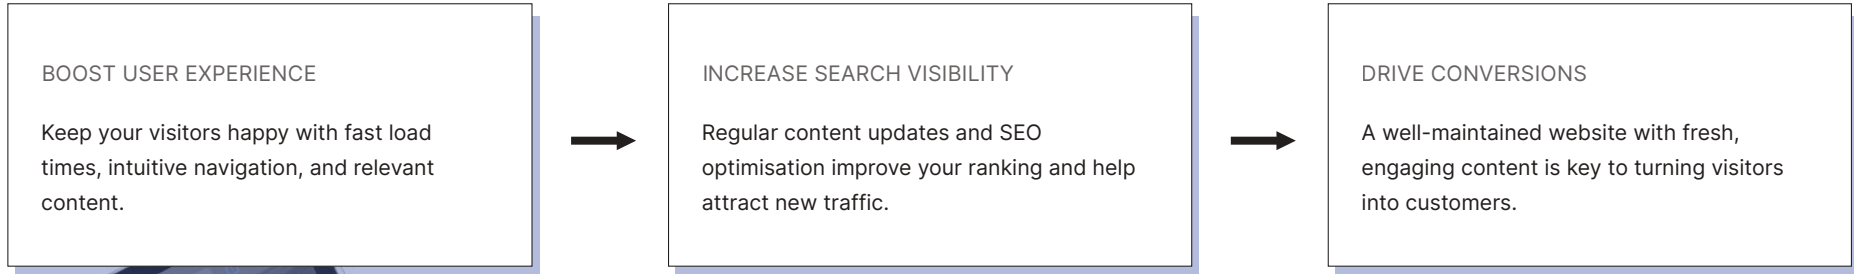 BOOST USER EXPERIENCE
Keep your visitors happy with fast load
times, intuitive navigation, and relevant
content.
INCREASE SEARCH VISIBILITY
Regular content updates and SEO
optimisation improve your ranking and help
attract new traffic.
DRIVE CONVERSIONS
A well-maintained website with fresh,
engaging content is key to turning visitors
into customers.